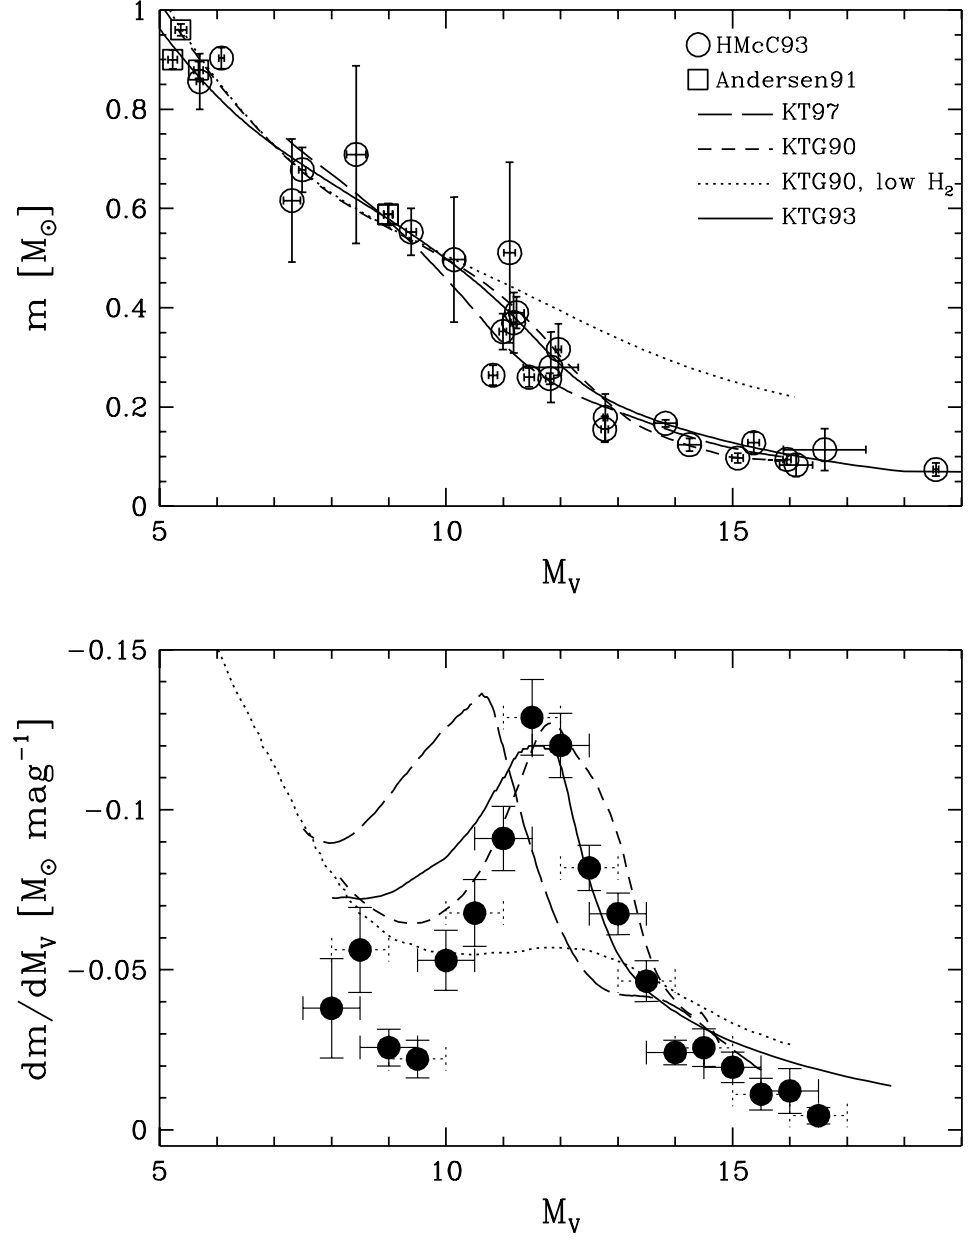 HMcC93
Andersen91
KT97
KTG90
KTG90, low H₂
KTG93
1
0.8
0.6
0.4
0.2
0
m [M⊙]
5 10 15
M_V
−0.15
−0.1
−0.05
0
dm/dM_V [M⊙ mag⁻¹]
5 10 15
M_V